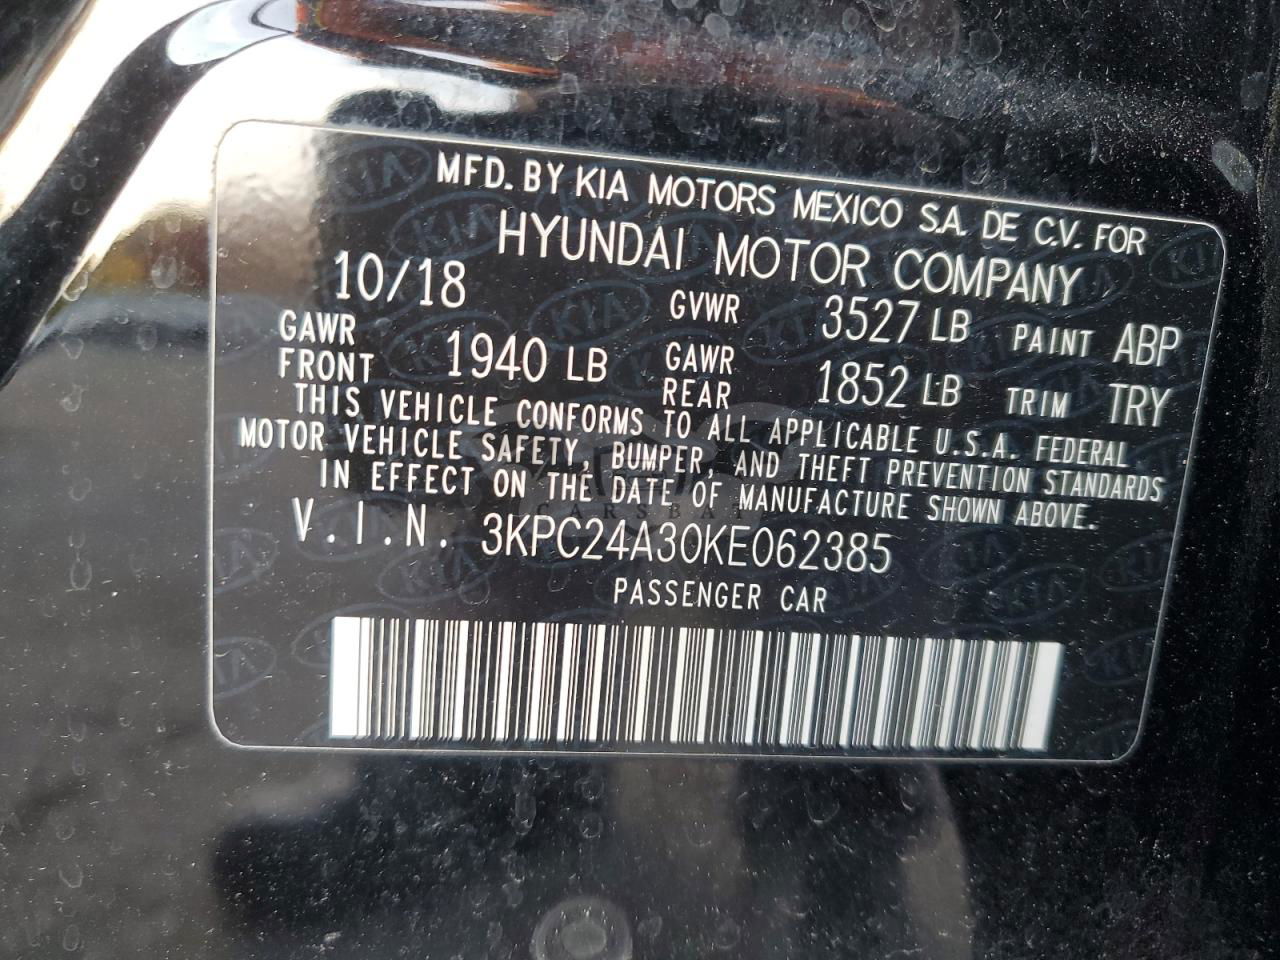 MFD. BY KIA MOTORS MEXICO S.A. DE C.V. FOR
HYUNDAI MOTOR COMPANY
10/18 GVWR 3527 LB PAINT ABP
GAWR FRONT 1940 LB GAWR REAR 1852 LB TRIM TRY
THIS VEHICLE CONFORMS TO ALL APPLICABLE U.S.A. FEDERAL
MOTOR VEHICLE SAFETY, BUMPER, AND THEFT PREVENTION STANDARDS
IN EFFECT ON THE DATE OF MANUFACTURE SHOWN ABOVE.
V.I.N. 3KPC24A30KE062385
PASSENGER CAR